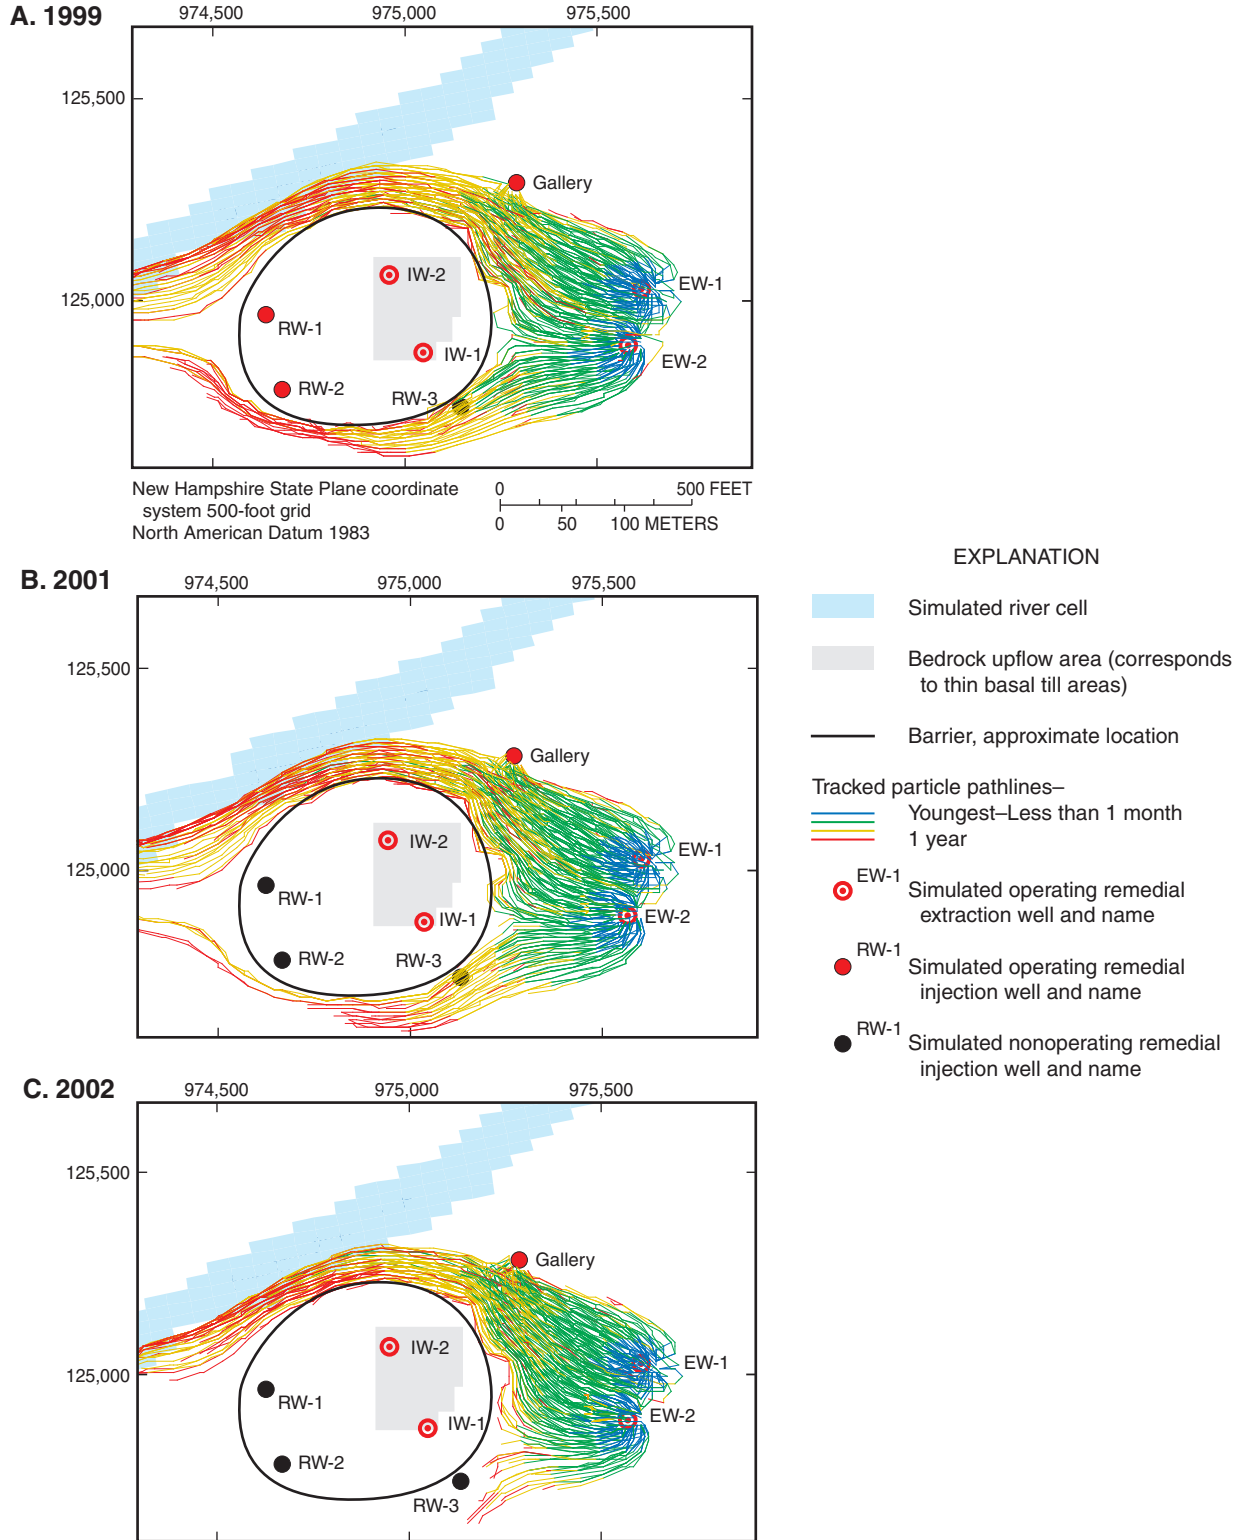 A. 1999
974,500
975,000
975,500
125,500
Gallery
IW-2
EW-1
125,000
RW-1
IW-1
EW-2
RW-2
RW-3
New Hampshire State Plane coordinate
system 500-foot grid
North American Datum 1983
0
500 FEET
0
50
100 METERS
B. 2001
974,500
975,000
975,500
125,500
Gallery
IW-2
EW-1
125,000
RW-1
IW-1
EW-2
RW-2
RW-3
C. 2002
974,500
975,000
975,500
125,500
Gallery
IW-2
EW-1
125,000
RW-1
IW-1
EW-2
RW-2
RW-3
EXPLANATION
Simulated river cell
Bedrock upflow area (corresponds
to thin basal till areas)
Barrier, approximate location
Tracked particle pathlines–
Youngest–Less than 1 month
1 year
EW-1
Simulated operating remedial
extraction well and name
RW-1
Simulated operating remedial
injection well and name
RW-1
Simulated nonoperating remedial
injection well and name